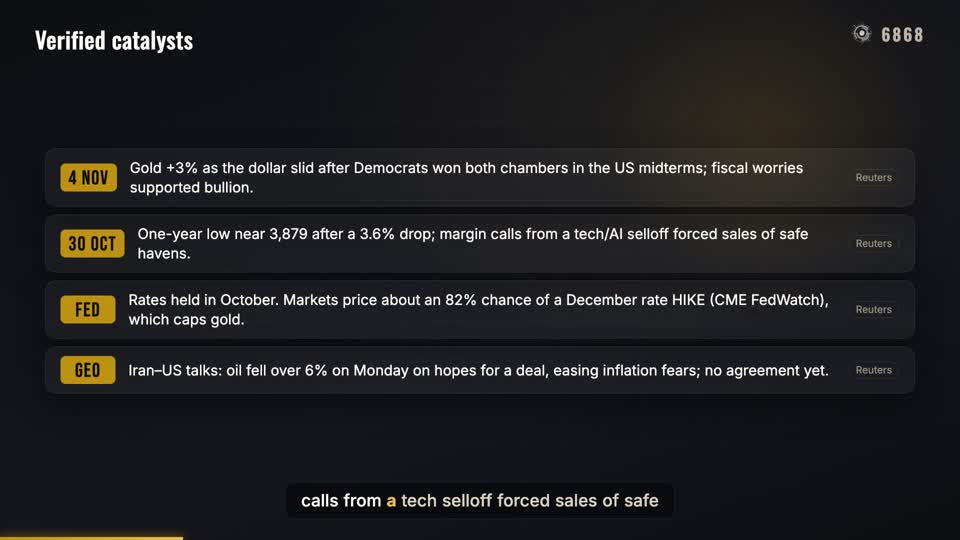 Verified catalysts
6868
4 NOV
Gold +3% as the dollar slid after Democrats won both chambers in the US midterms; fiscal worries
supported bullion.
Reuters
30 OCT
One-year low near 3,879 after a 3.6% drop; margin calls from a tech/AI selloff forced sales of safe
havens.
Reuters
FED
Rates held in October. Markets price about an 82% chance of a December rate HIKE (CME FedWatch),
which caps gold.
Reuters
GEO
Iran–US talks: oil fell over 6% on Monday on hopes for a deal, easing inflation fears; no agreement yet.
Reuters
calls from a tech selloff forced sales of safe